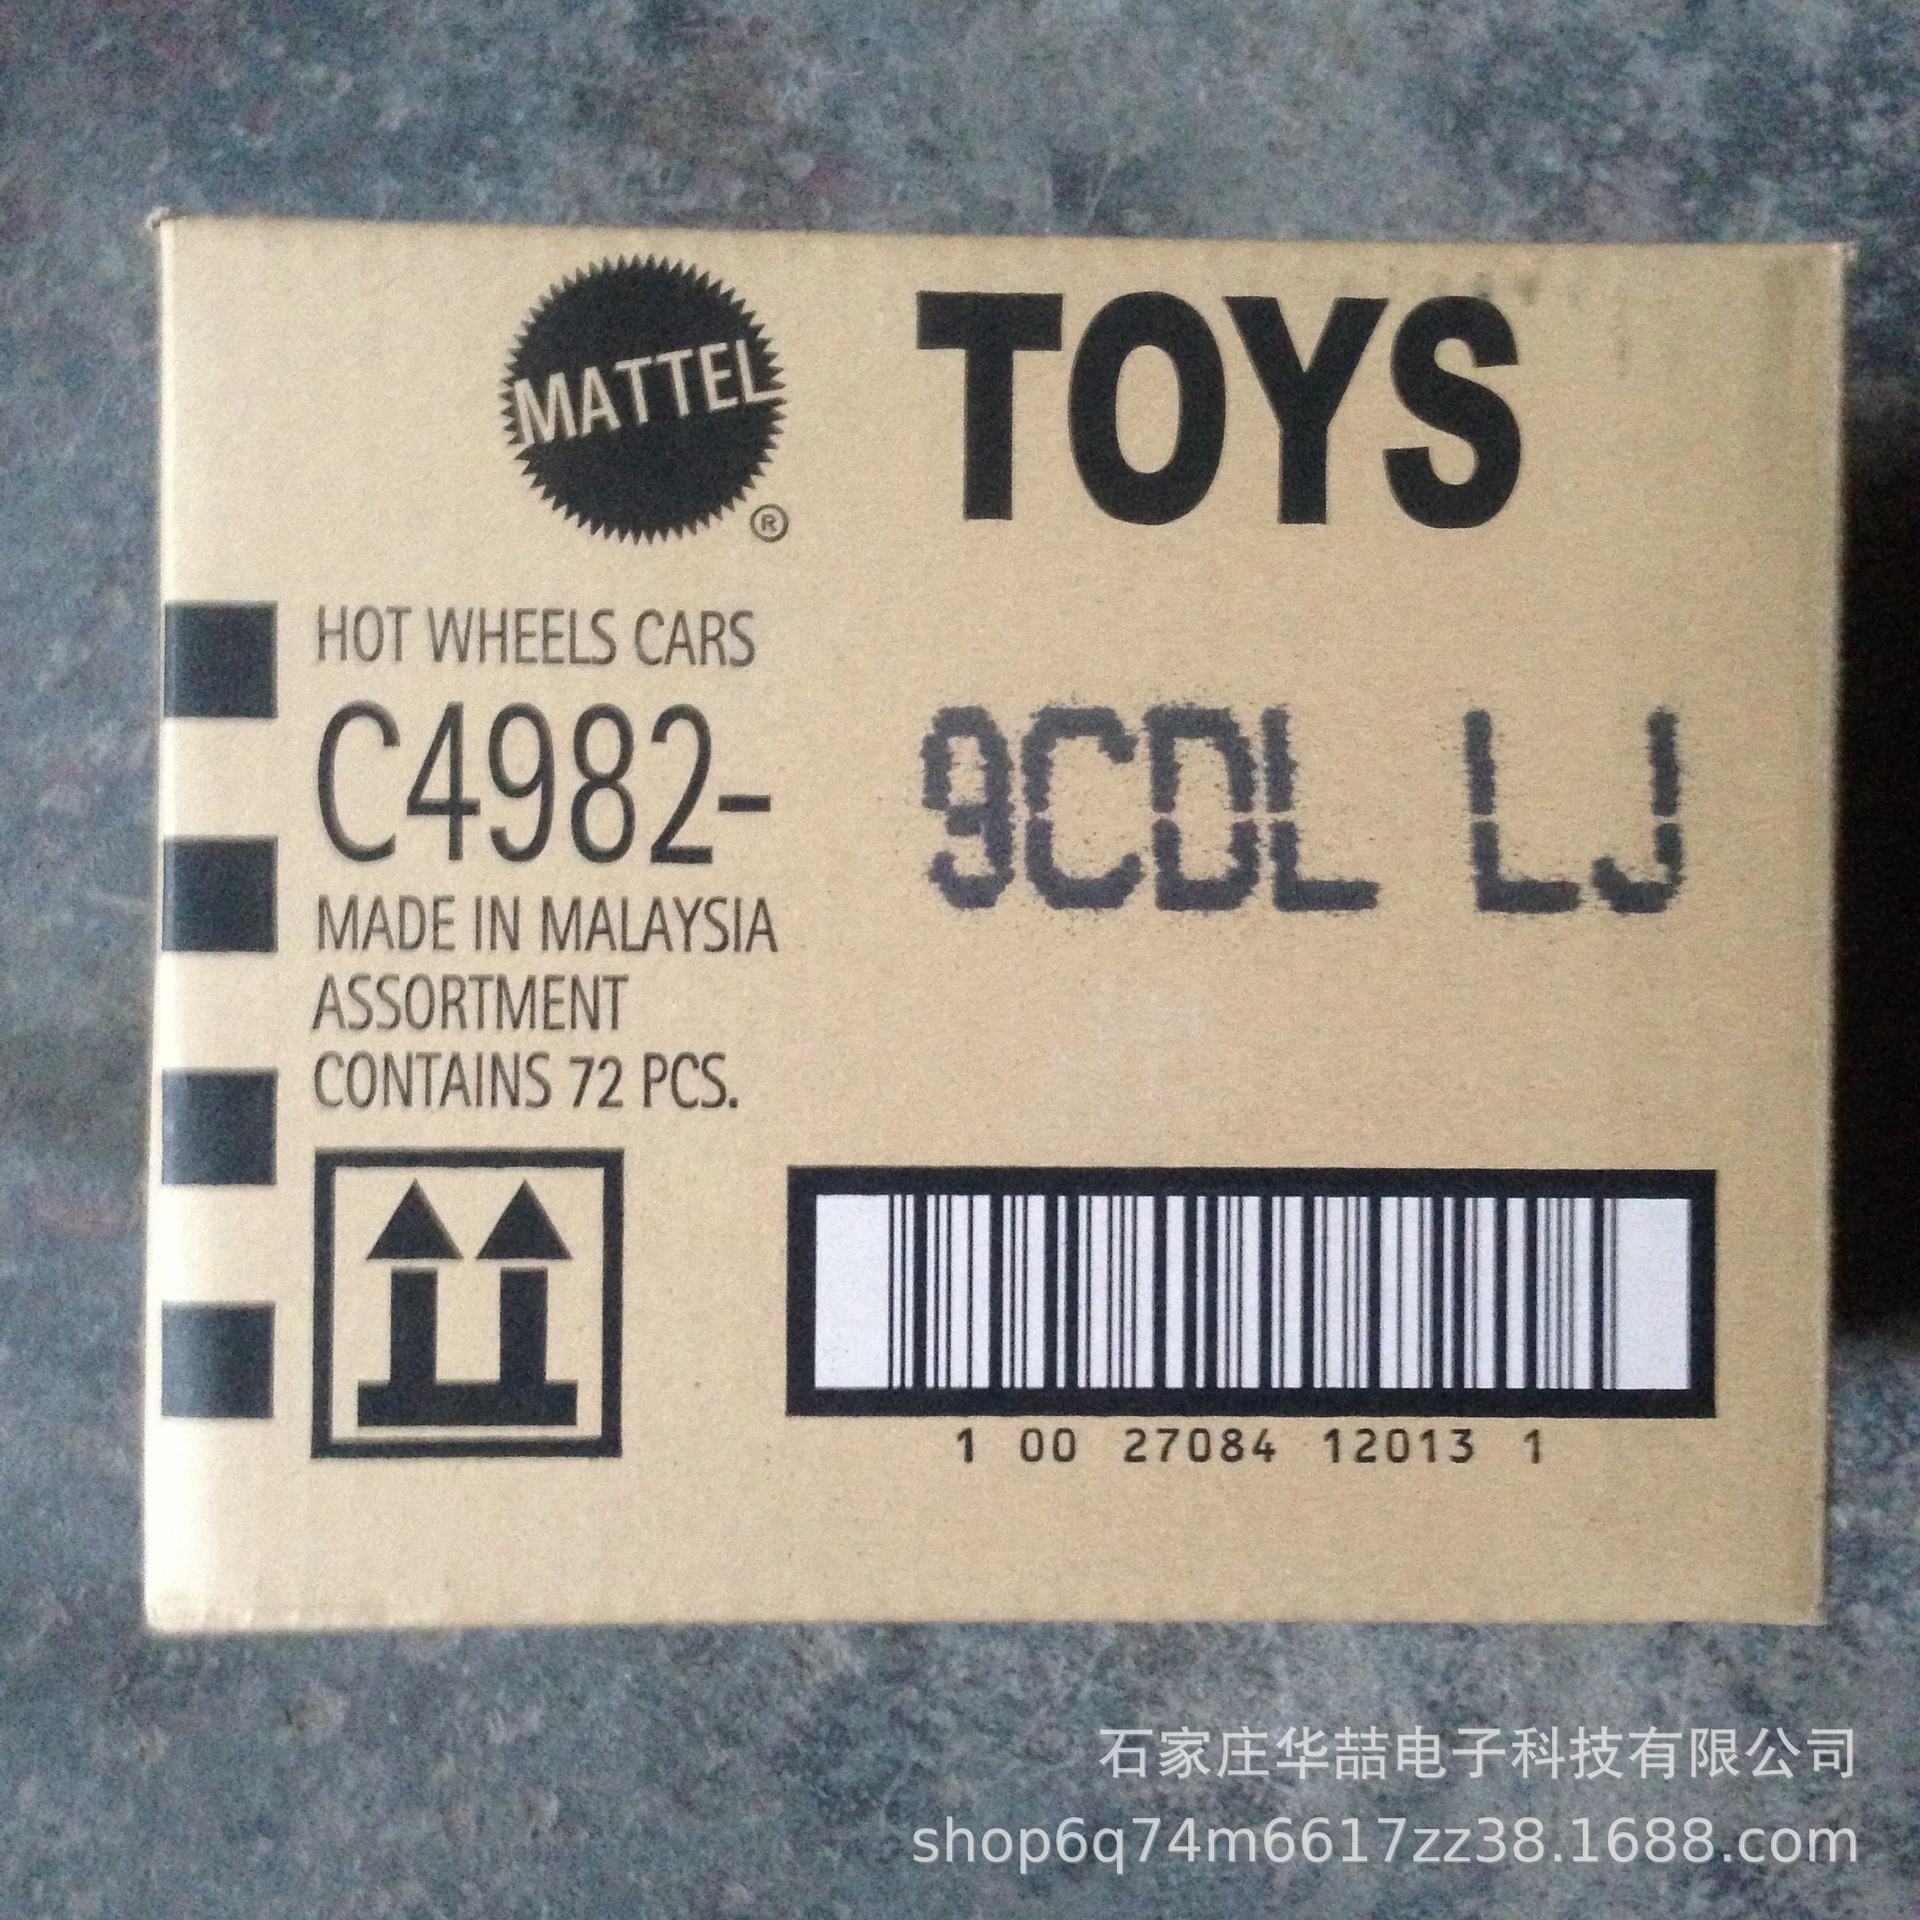 MATTEL
®
TOYS
HOT WHEELS CARS
C4982-
9CDL LJ
MADE IN MALAYSIA
ASSORTMENT
CONTAINS 72 PCS.
1 00 27084 12013 1
石家庄华喆电子科技有限公司
shop6q74m6617zz38.1688.com